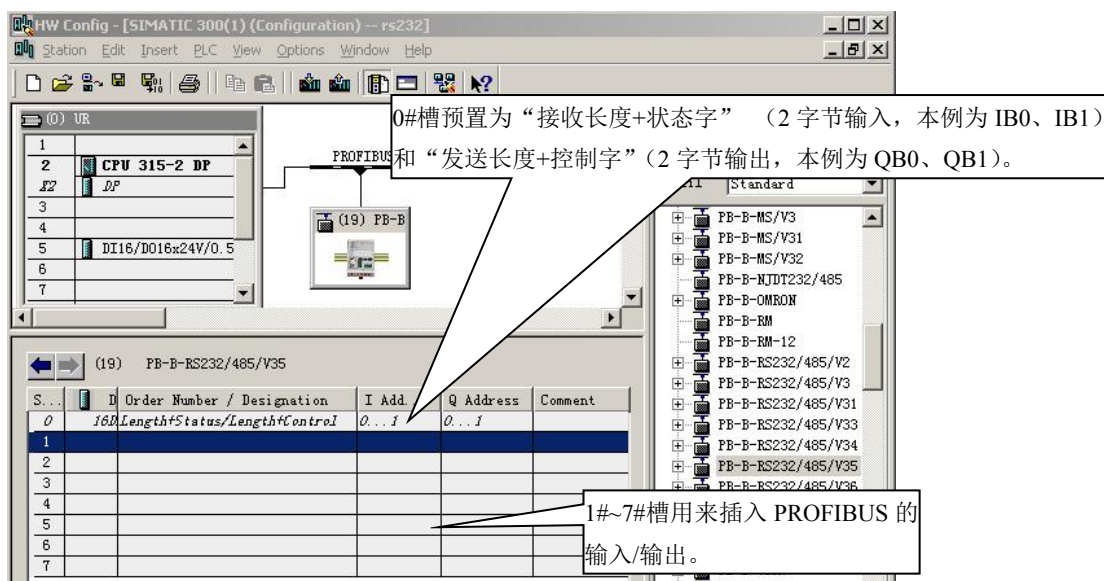 HW Config - [SIMATIC 300(1) (Configuration) -- rs232]
Station Edit Insert PLC View Options Window Help
0#槽预置为“接收长度+状态字” （2 字节输入，本例为 IB0、IB1）
和“发送长度+控制字”（2 字节输出，本例为 QB0、QB1）。
(0) UR
1
2 CPU 315-2 DP
X2 DP
3
4
5 DI16/DO16x24V/0.5
6
7
PROFIBUS
(19) PB-B
Standard
PB-B-MS/V3
PB-B-MS/V31
PB-B-MS/V32
PB-B-NJDT232/485
PB-B-OMRON
PB-B-RM
PB-B-RM-12
PB-B-RS232/485/V2
PB-B-RS232/485/V3
PB-B-RS232/485/V31
PB-B-RS232/485/V33
PB-B-RS232/485/V34
PB-B-RS232/485/V35
PB-B-RS232/485/V36
(19) PB-B-RS232/485/V35
S... D Order Number / Designation I Add... Q Address Comment
0 16D Length+Status/Length+Control 0...1 0...1
1
2
3
4
5
6
7
1#~7#槽用来插入 PROFIBUS 的
输入/输出。